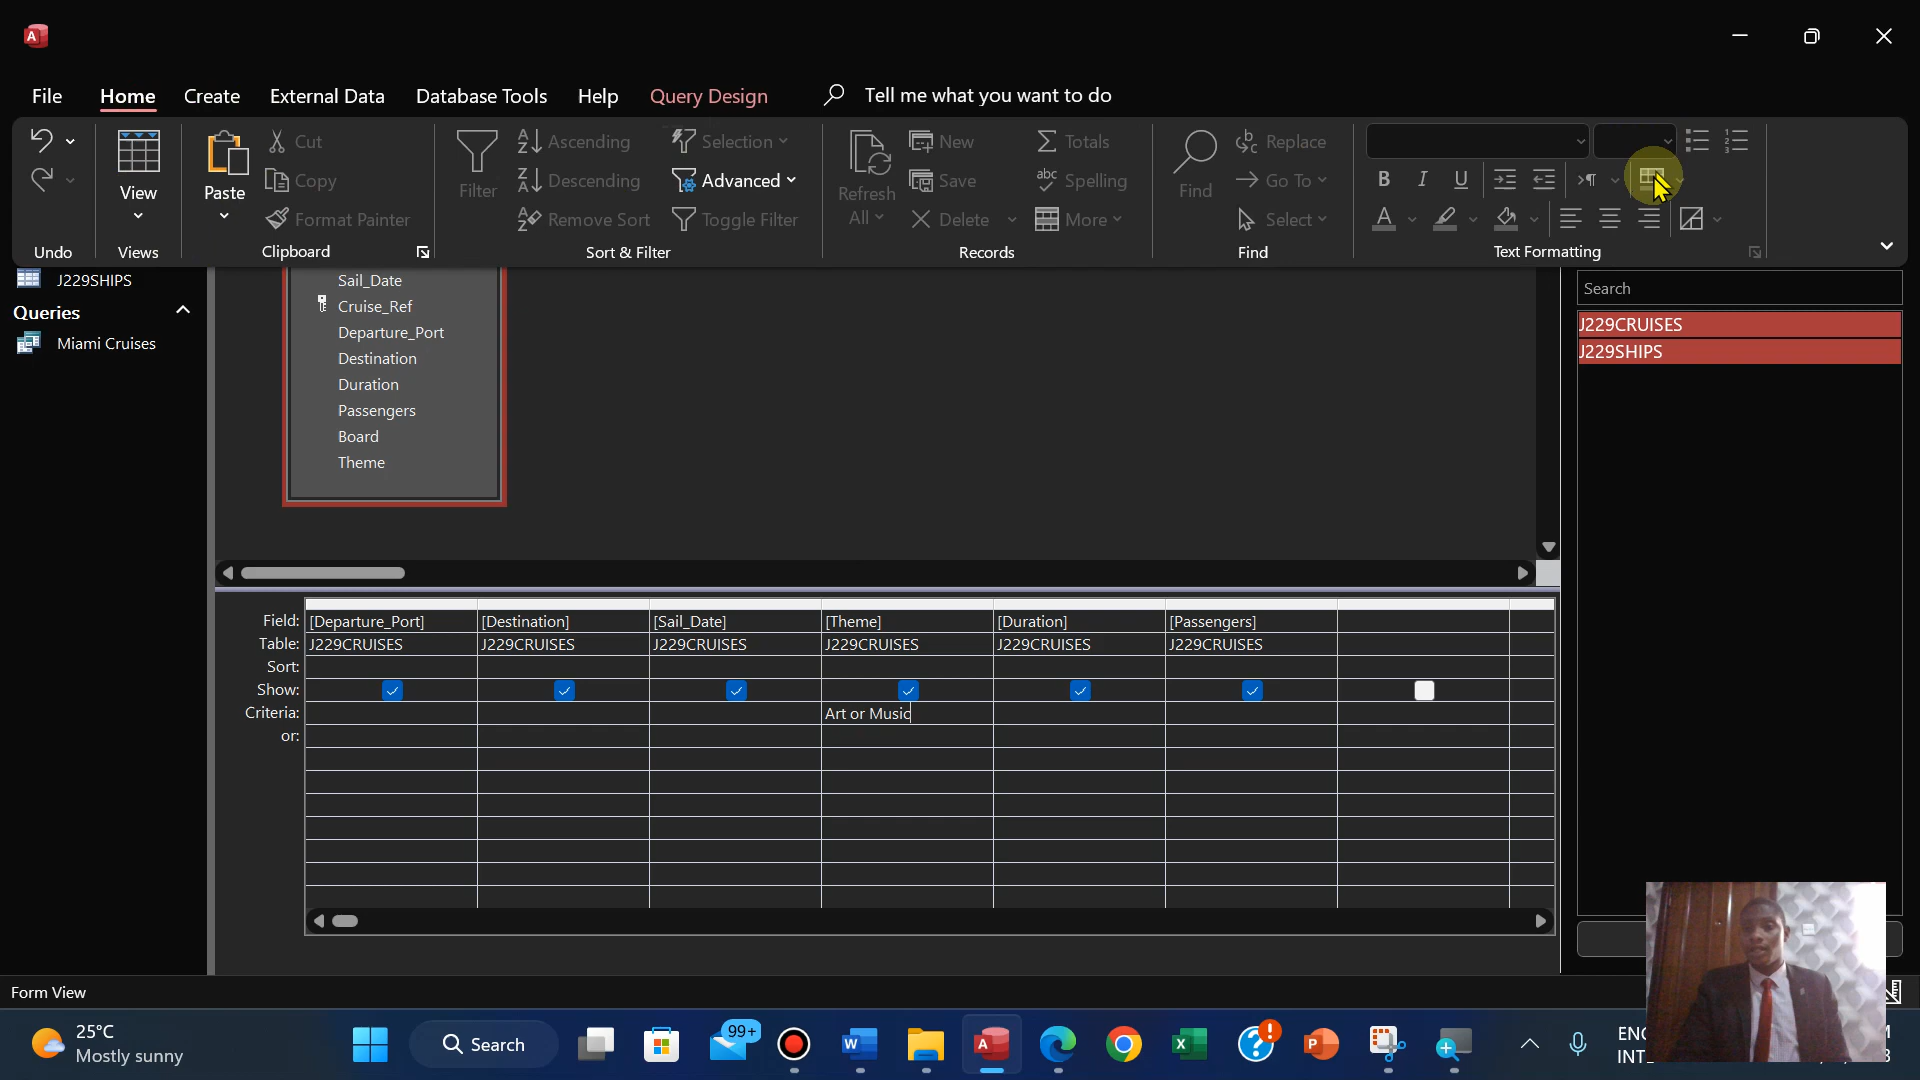 File Home Create External Data Database Tools Help Query Design Tell me what you want to do
View
Paste
Cut
Copy
Format Painter
Filter
Ascending
Descending
Remove Sort
Selection
Advanced
Toggle Filter
Refresh
All
New
Save
Delete
Totals
Spelling
More
Find
Replace
Go To
Select
Undo Views Clipboard Sort & Filter Records Find Text Formatting
J229SHIPS
Queries
Miami Cruises
Sail_Date
Cruise_Ref
Departure_Port
Destination
Duration
Passengers
Board
Theme
Search
J229CRUISES
J229SHIPS
Field: [Departure_Port] [Destination] [Sail_Date] [Theme] [Duration] [Passengers]
Table: J229CRUISES J229CRUISES J229CRUISES J229CRUISES J229CRUISES J229CRUISES
Sort:
Show:
Criteria: Art or Music
or:
Form View
25°C
Mostly sunny
Search
99+